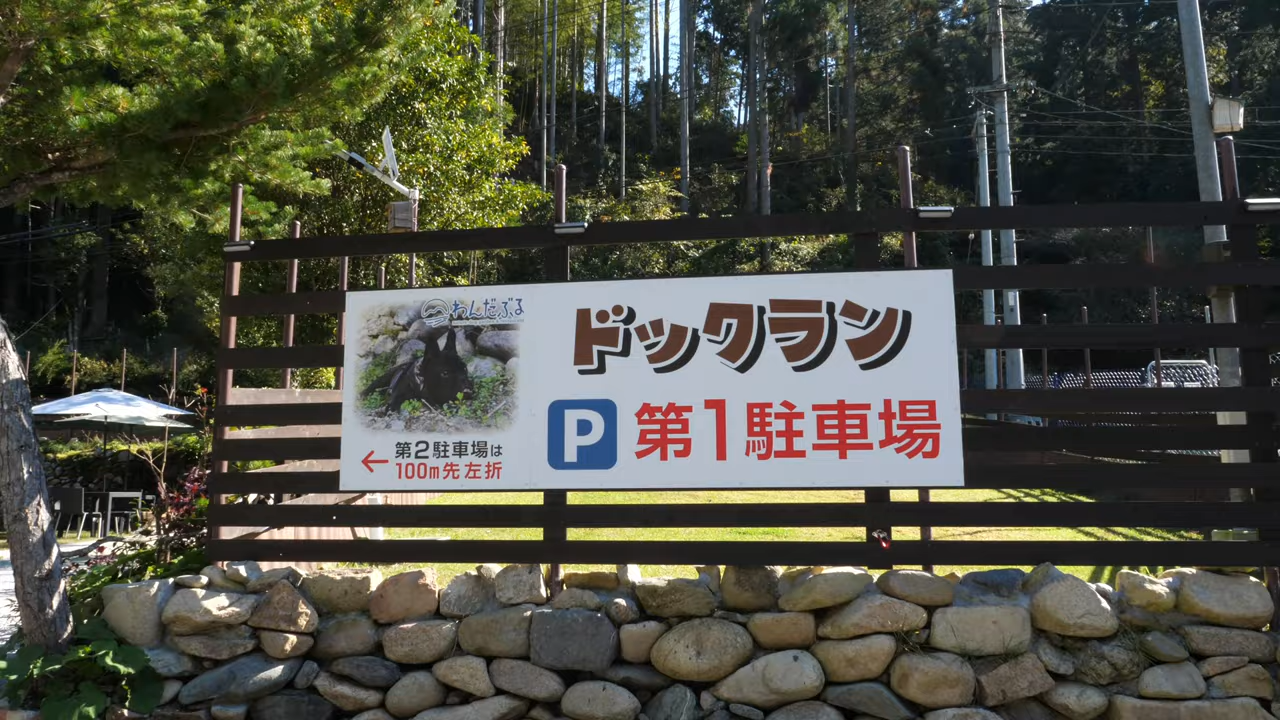 わんだぶる
ドックラン
P 第1駐車場
第2駐車場は
← 100m先左折